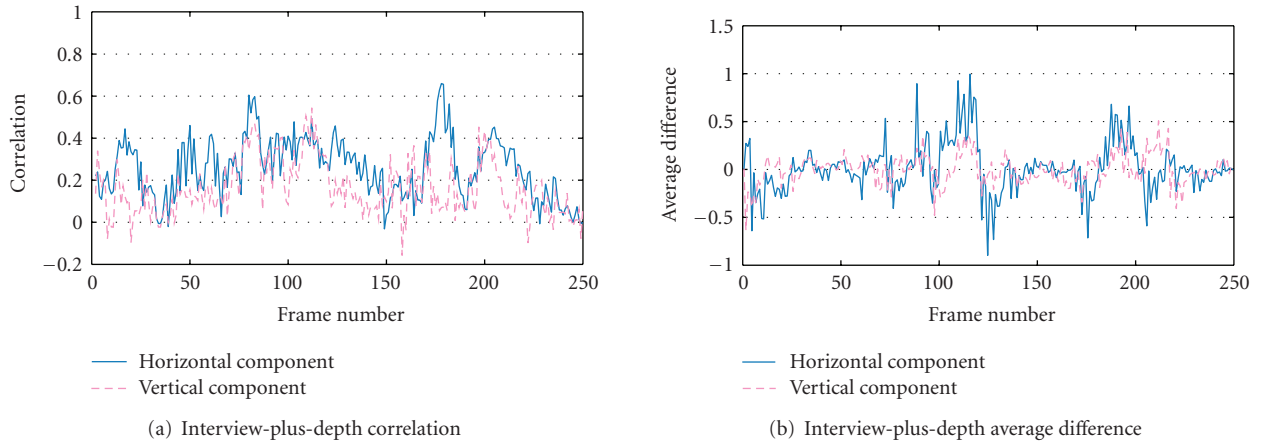 1
0.8
0.6
0.4
0.2
0
−0.2
Correlation
0 50 100 150 200 250
Frame number
Horizontal component
Vertical component
(a) Interview-plus-depth correlation
1.5
1
0.5
0
−0.5
−1
Average difference
0 50 100 150 200 250
Frame number
Horizontal component
Vertical component
(b) Interview-plus-depth average difference